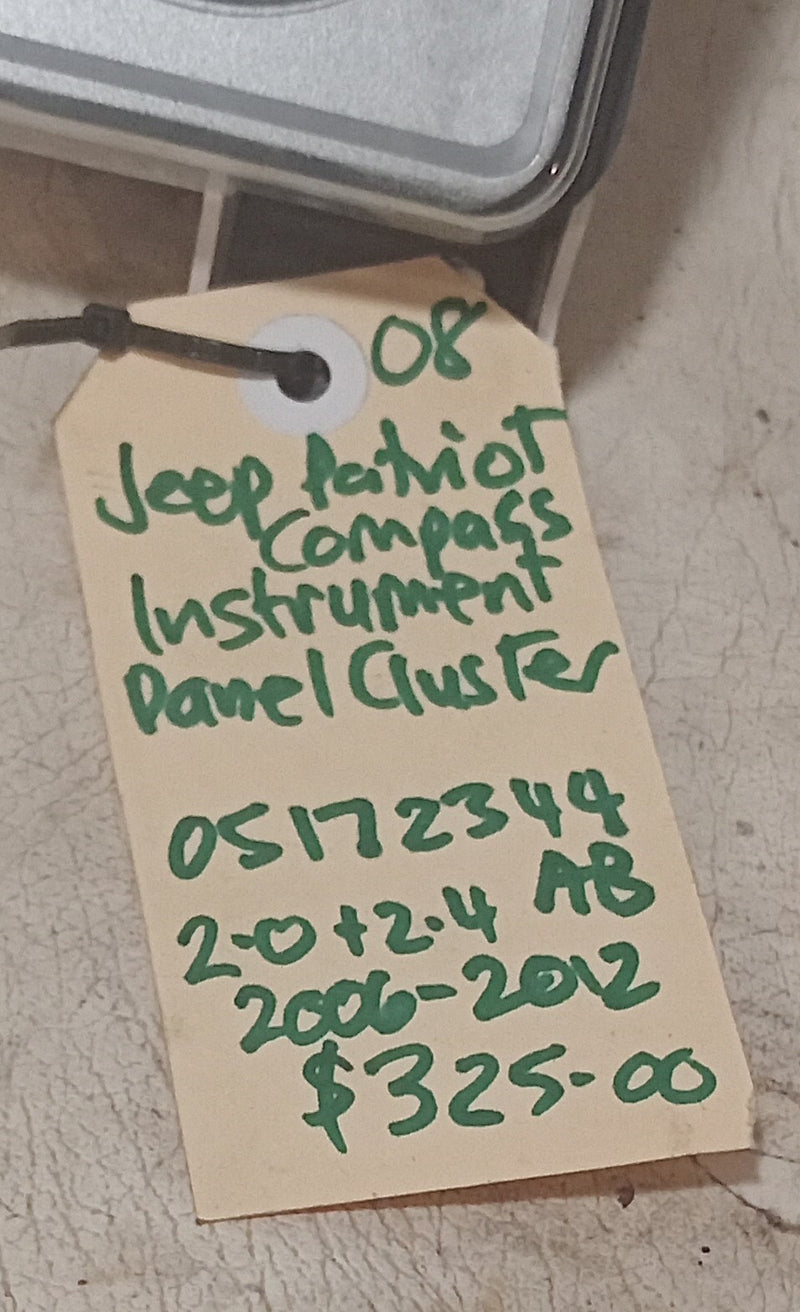 08
Jeep Patriot
Compass
Instrument
Panel Cluster
05172344
AB
2.0+2.4
2006-2012
$325.00